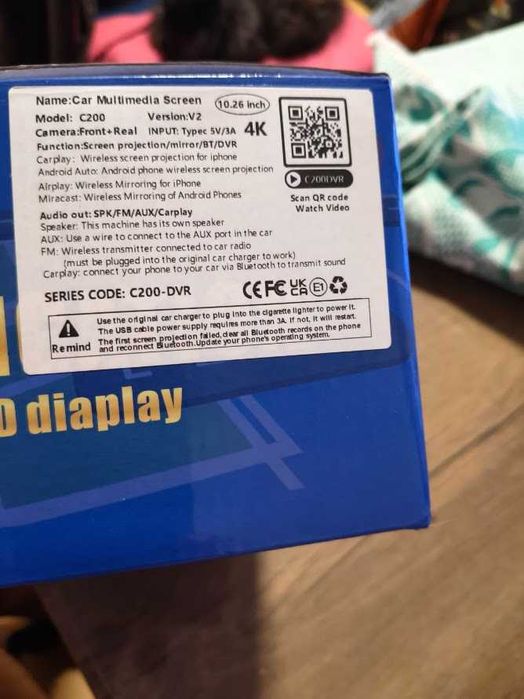 Name:Car Multimedia Screen 10.26 inch
Model: C200 Version:V2
Camera:Front+Real INPUT: Typec 5V/3A 4K
Function:Screen projection/mirror/BT/DVR
Carplay: Wireless screen projection for iphone
Android Auto: Android phone wireless screen projection
Airplay: Wireless Mirroring for iPhone
Miracast: Wireless Mirroring of Android Phones
C200DVR
Scan QR code
Watch Video
Audio out: SPK/FM/AUX/Carplay
Speaker: This machine has its own speaker
AUX: Use a wire to connect to the AUX port in the car
FM: Wireless transmitter connected to car radio
(must be plugged into the original car charger to work)
Carplay: connect your phone to your car via Bluetooth to transmit sound
SERIES CODE: C200-DVR CE FC UK CA E1
Remind
Use the original car charger to plug into the cigarette lighter to power it.
The USB cable power supply requires more than 3A. If not, it will restart.
The first screen projection failed, clear all Bluetooth records on the phone
and reconnect Bluetooth.Update your phone's operating system.
D diaplay